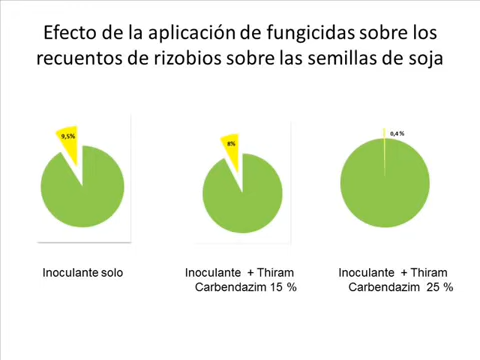 Efecto de la aplicación de fungicidas sobre los
recuentos de rizobios sobre las semillas de soja
9,5%
8%
0,4 %
Inoculante solo
Inoculante + Thiram
Carbendazim 15 %
Inoculante + Thiram
Carbendazim 25 %